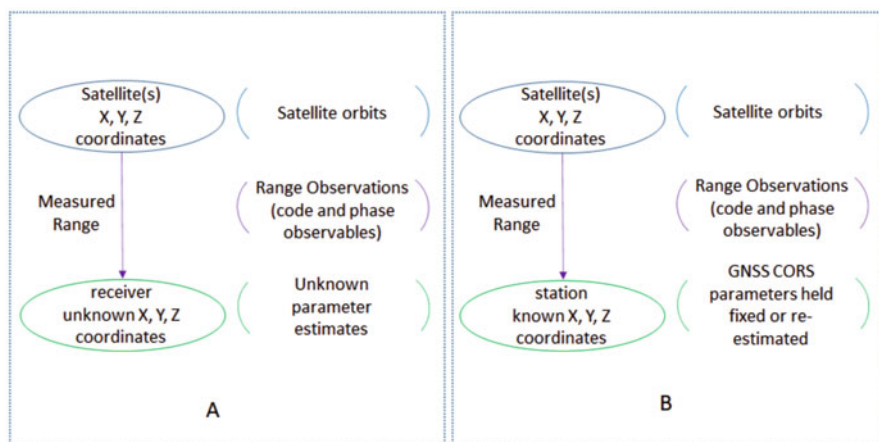 Satellite(s)
X, Y, Z
coordinates
Satellite orbits
Measured
Range
Range Observations
(code and phase
observables)
receiver
unknown X, Y, Z
coordinates
Unknown
parameter
estimates
A
Satellite(s)
X, Y, Z
coordinates
Satellite orbits
Measured
Range
Range Observations
(code and phase
observables)
station
known X, Y, Z
coordinates
GNSS CORS
parameters held
fixed or re-
estimated
B